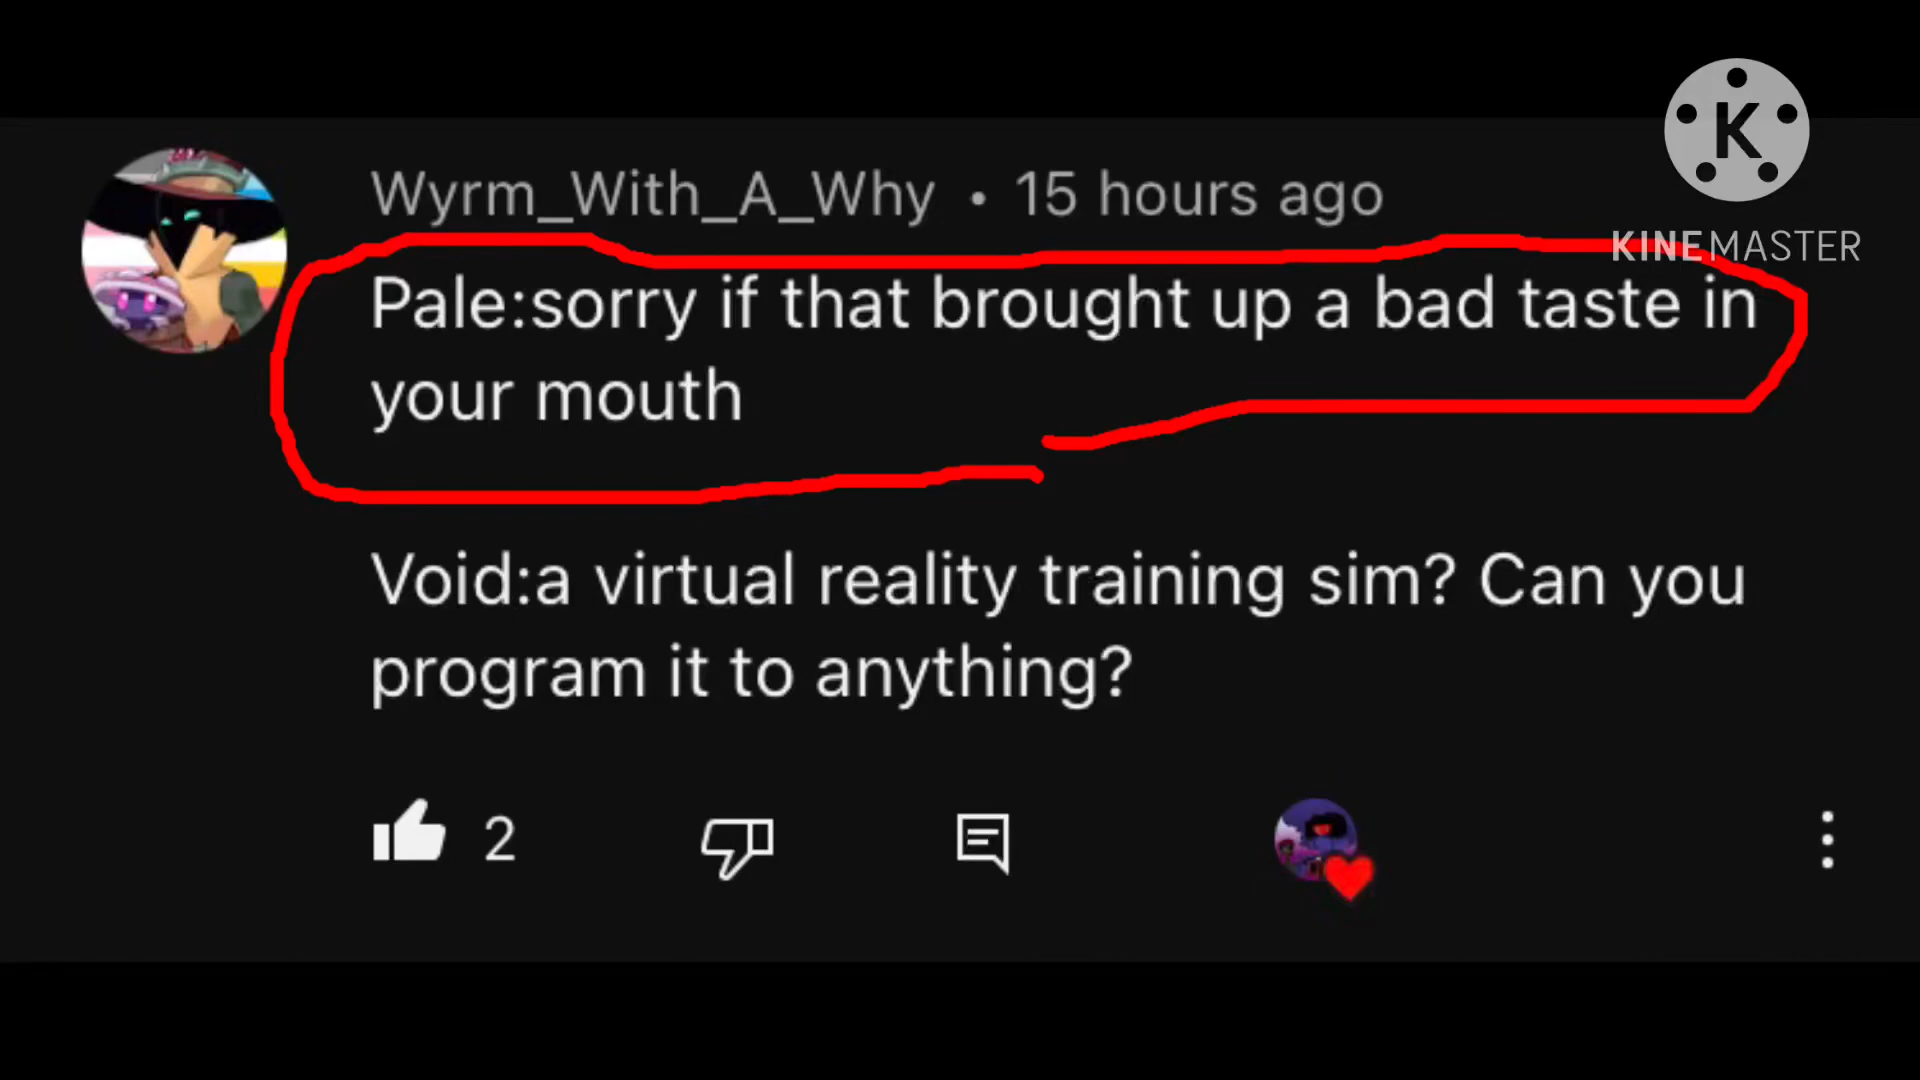 Wyrm_With_A_Why • 15 hours ago
K
KINEMASTER
Pale:sorry if that brought up a bad taste in
your mouth
Void:a virtual reality training sim? Can you
program it to anything?
2